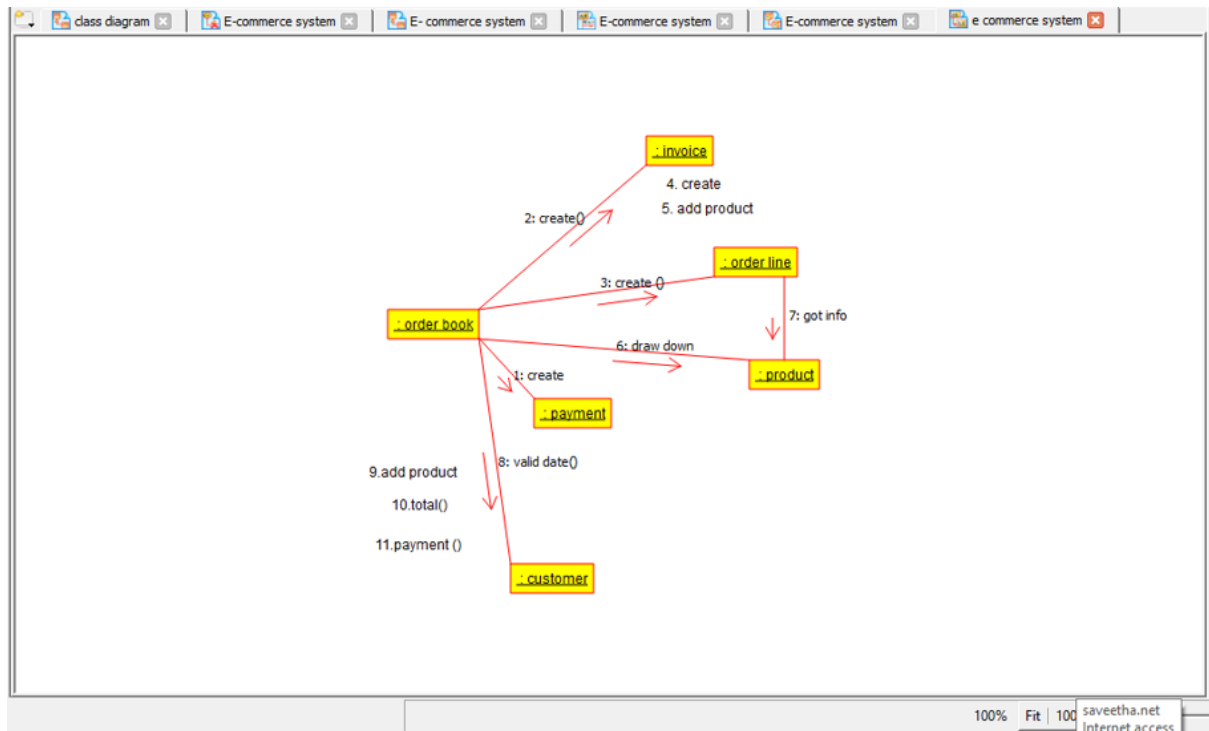 class diagram
E-commerce system
E- commerce system
E-commerce system
E-commerce system
e commerce system
: invoice
4. create
5. add product
2: create()
: order line
3: create ()
7: got info
: order book
6: draw down
: product
1: create
: payment
8: valid date()
9.add product
10.total()
11.payment ()
: customer
100%
Fit
100
saveetha.net
Internet access